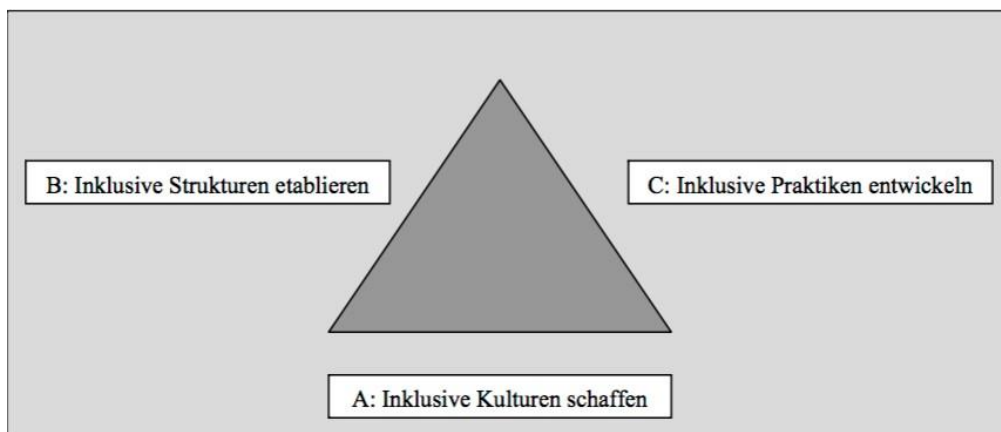 B: Inklusive Strukturen etablieren
C: Inklusive Praktiken entwickeln
A: Inklusive Kulturen schaffen